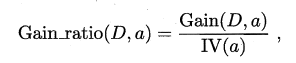 Gain_ratio(D, a) = Gain(D, a) / IV(a) ,